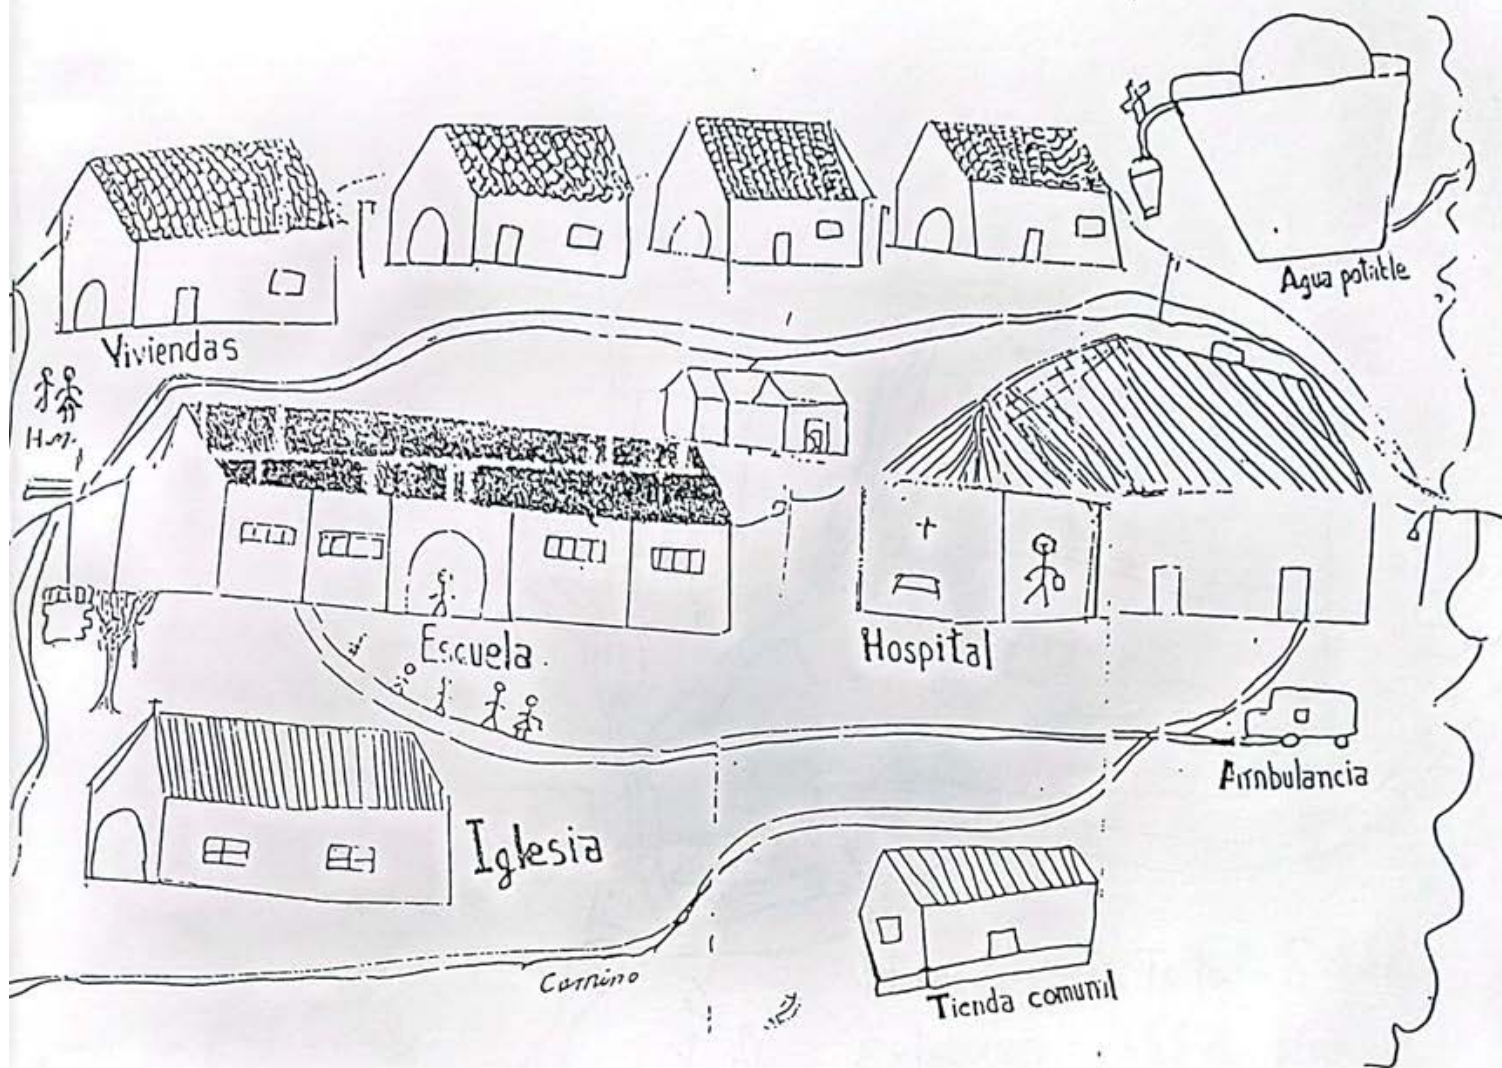 Agua potable
Viviendas
H.M.
Escuela
Hospital
Ambulancia
Iglesia
Camino
Tienda comunal